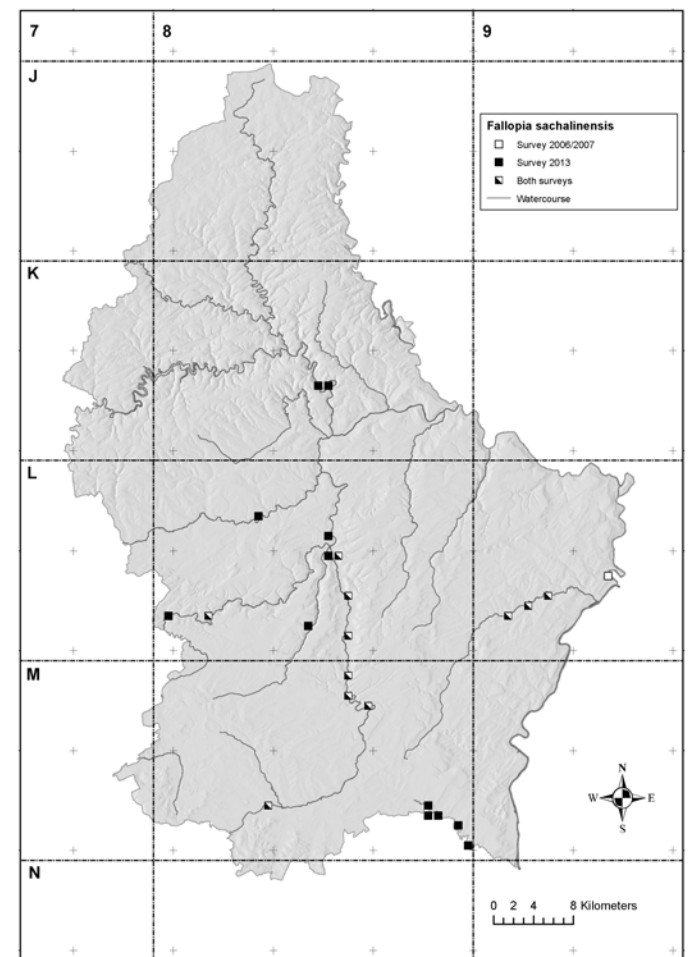 7 8 9
J
Fallopia sachalinensis
Survey 2006/2007
Survey 2013
Both surveys
Watercourse
K
L
M
N
W E
S
N
0 2 4 8 Kilometers